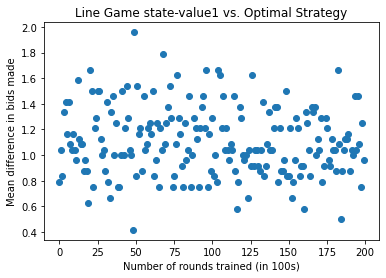 Line Game state-value1 vs. Optimal Strategy
2.0
1.8
1.6
1.4
1.2
1.0
0.8
0.6
0.4
Mean difference in bids made
0 25 50 75 100 125 150 175 200
Number of rounds trained (in 100s)